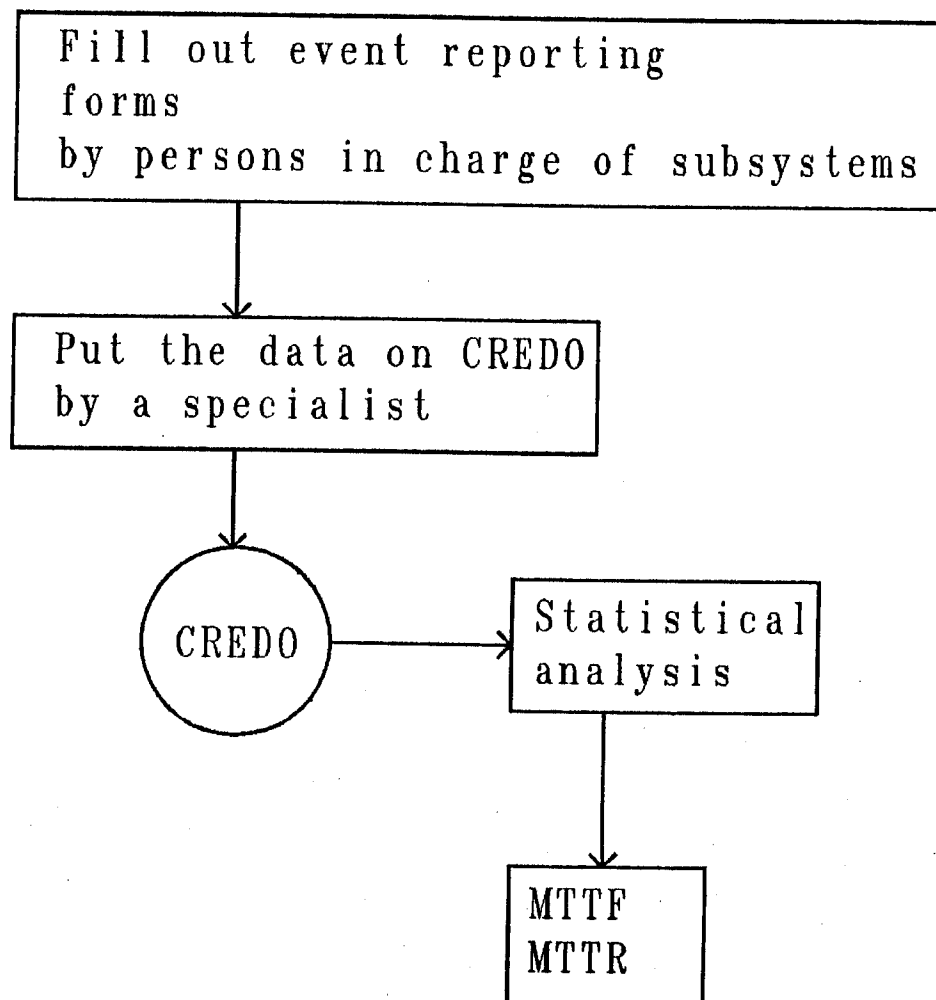 Fill out event reporting
forms
by persons in charge of subsystems
Put the data on CREDO
by a specialist
CREDO
Statistical
analysis
MTTF
MTTR